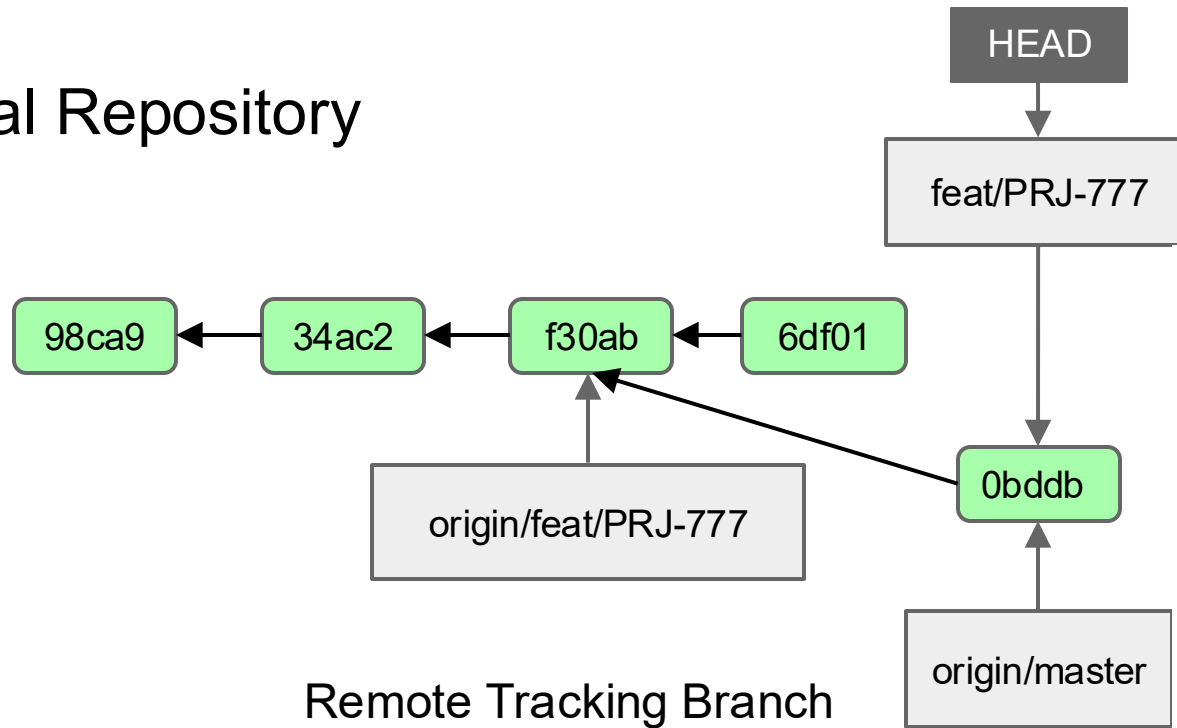 HEAD
al Repository
feat/PRJ-777
98ca9
34ac2
f30ab
6df01
0bddb
origin/feat/PRJ-777
origin/master
Remote Tracking Branch